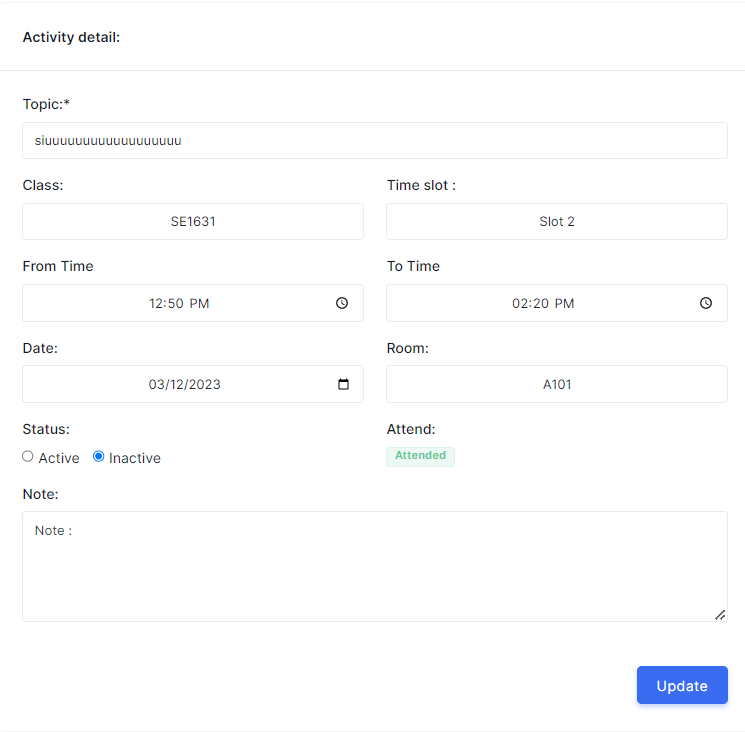 Activity detail:
Topic:*
siuuuuuuuuuuuuuuuuuu
Class:
Time slot :
SE1631
Slot 2
From Time
To Time
12:50 PM
02:20 PM
Date:
Room:
03/12/2023
A101
Status:
Attend:
Active
Inactive
Attended
Note:
Note :
Update